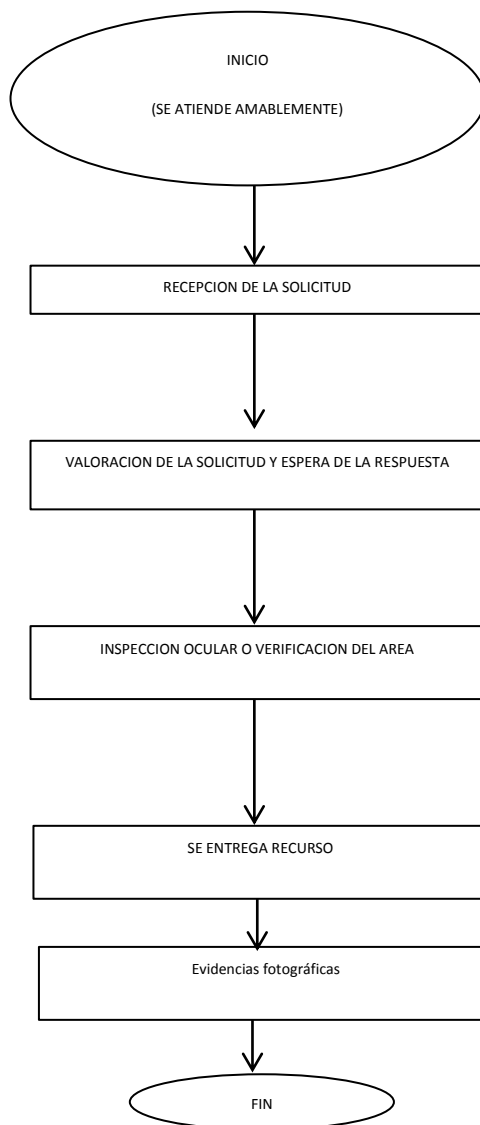 INICIO
(SE ATIENDE AMABLEMENTE)
RECEPCION DE LA SOLICITUD
VALORACION DE LA SOLICITUD Y ESPERA DE LA RESPUESTA
INSPECCION OCULAR O VERIFICACION DEL AREA
SE ENTREGA RECURSO
Evidencias fotográficas
FIN